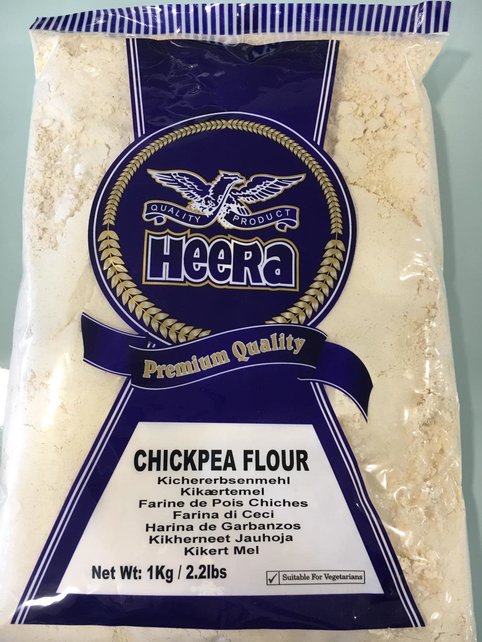 QUALITY PRODUCT
HEERa
Premium Quality
CHICKPEA FLOUR
Kichererbsenmehl
Kikærtemel
Farine de Pois Chiches
Farina di Ceci
Harina de Garbanzos
Kikherneet Jauhoja
Kikert Mel
Net Wt: 1Kg / 2.2lbs
Suitable For Vegetarians